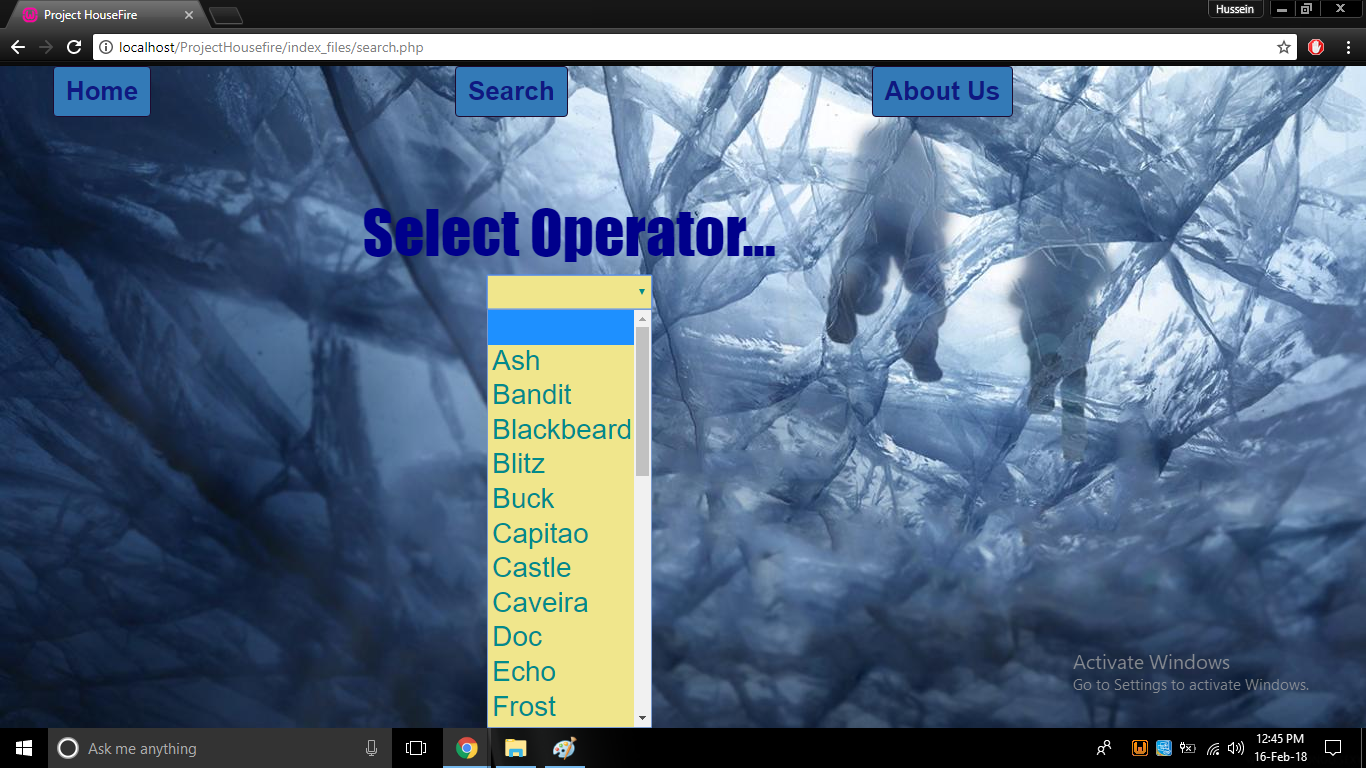 Project HouseFire
Hussein
localhost/ProjectHousefire/index_files/search.php
Home
Search
About Us
Select Operator...
Ash
Bandit
Blackbeard
Blitz
Buck
Capitao
Castle
Caveira
Doc
Echo
Frost
Activate Windows
Go to Settings to activate Windows.
Ask me anything
12:45 PM
16-Feb-18